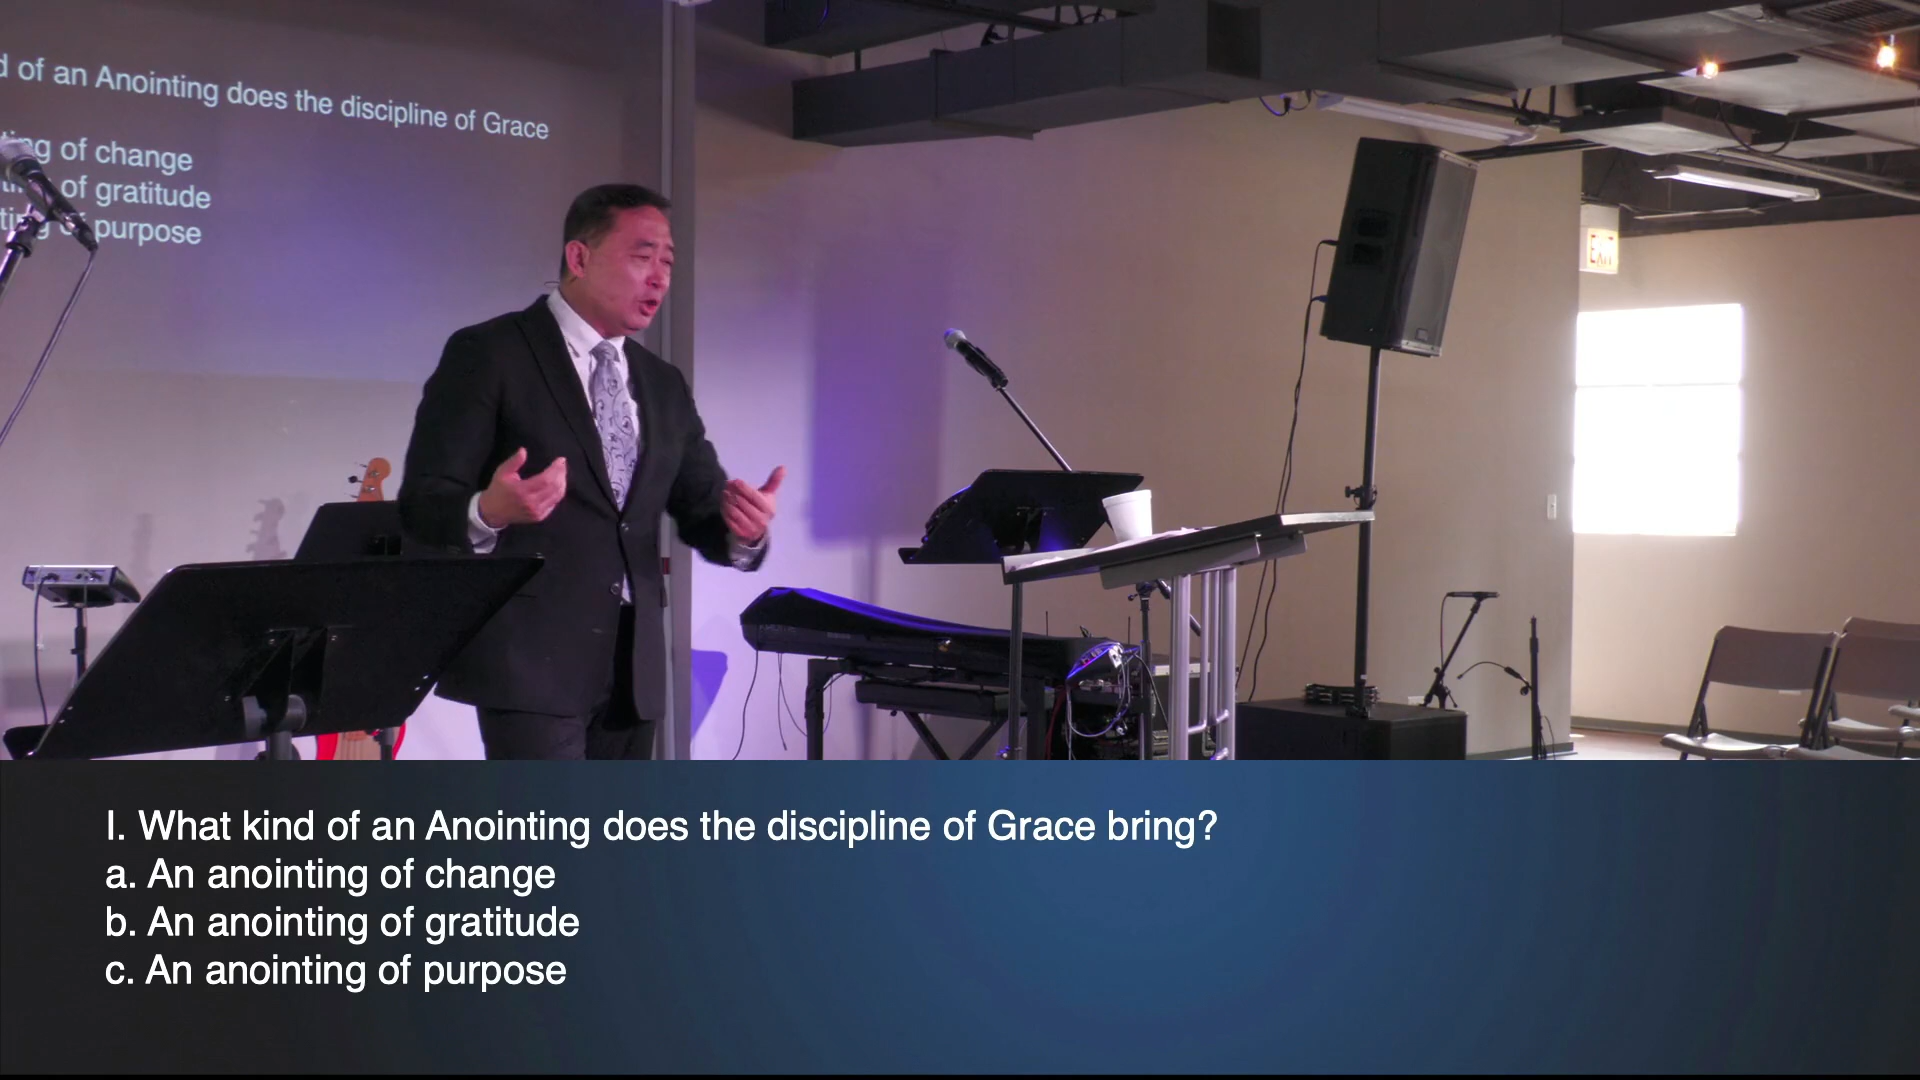 d of an Anointing does the discipline of Grace
ting of change
of gratitude
purpose
EXIT
I. What kind of an Anointing does the discipline of Grace bring?
a. An anointing of change
b. An anointing of gratitude
c. An anointing of purpose